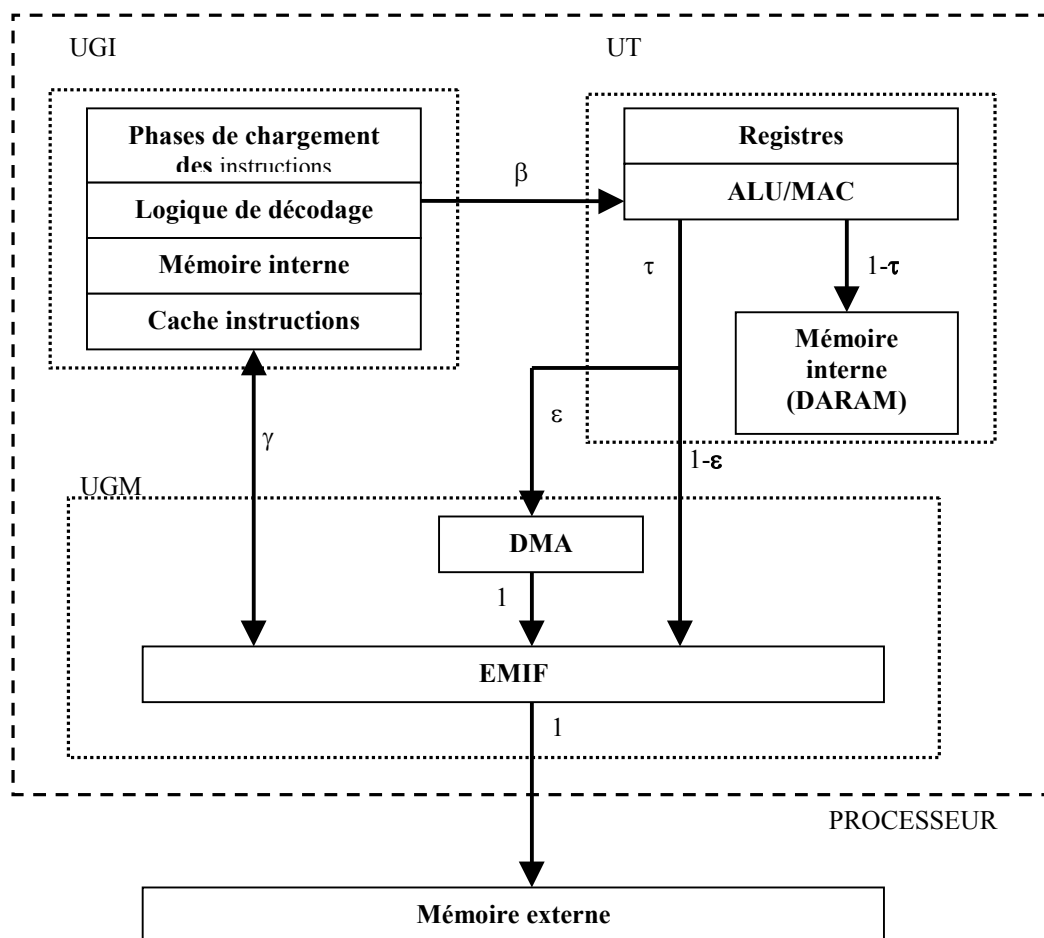 UGI
UT
Phases de chargement
des instructions
Logique de décodage
Mémoire interne
Cache instructions
β
Registres
ALU/MAC
τ
1-τ
Mémoire
interne
(DARAM)
ε
γ
1-ε
UGM
DMA
1
EMIF
1
PROCESSEUR
Mémoire externe